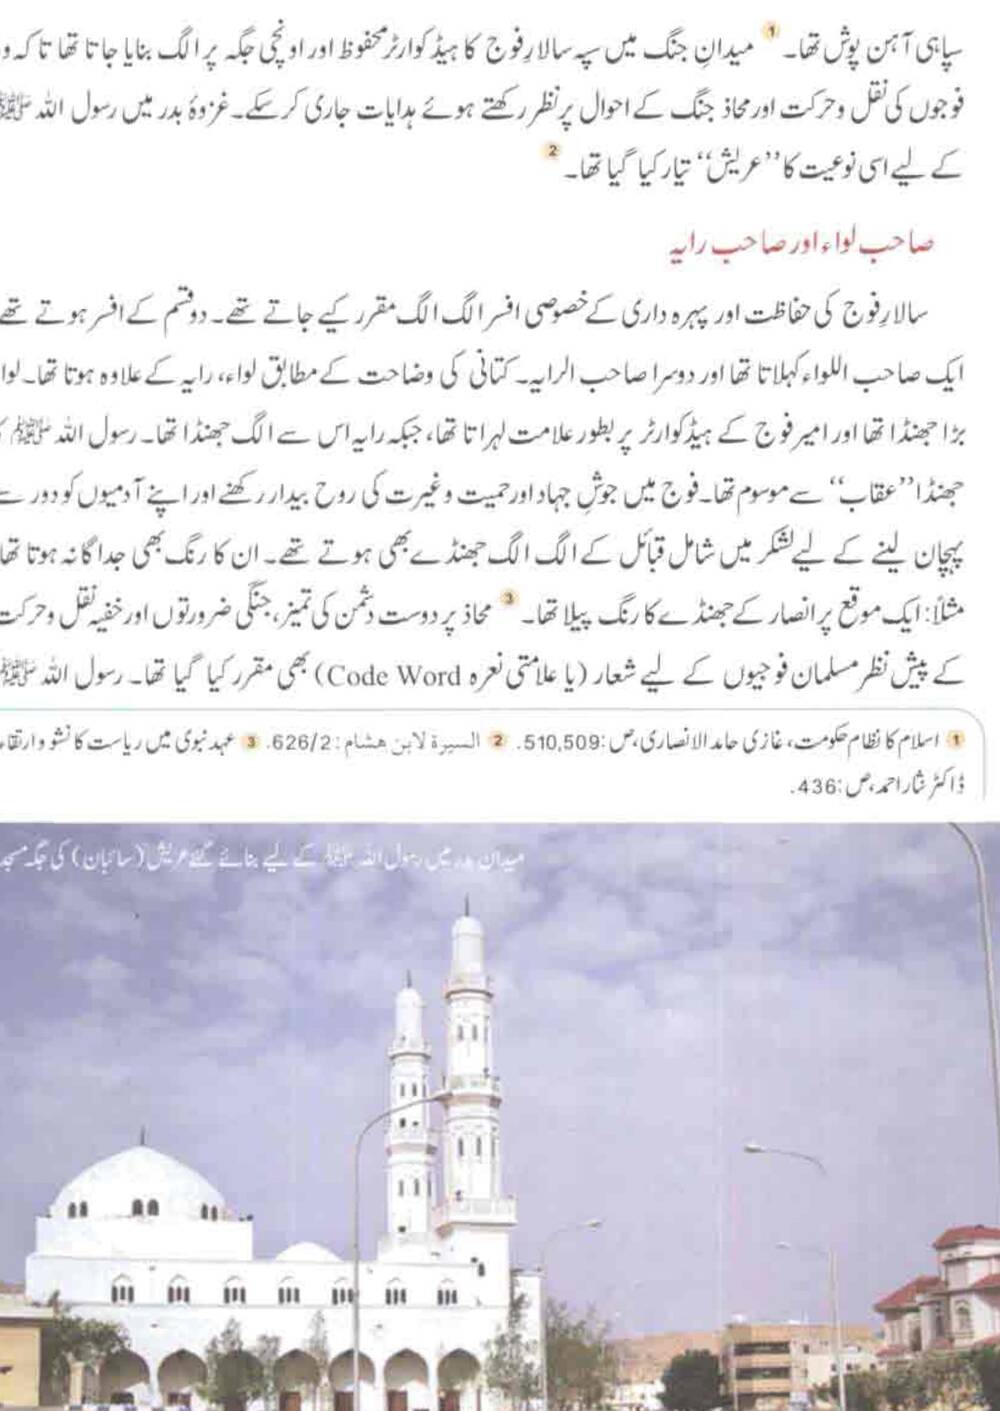 سپاہی آہن پوش تھا۔ 1 میدانِ جنگ میں سپہ سالارِ فوج کا ہیڈ کوارٹر محفوظ اور اونچی جگہ پر الگ بنایا جاتا تھا تاکہ و
فوجوں کی نقل و حرکت اور محاذ جنگ کے احوال پر نظر رکھتے ہوئے ہدایات جاری کر سکے۔ غزوۂ بدر میں رسول اللہ ﷺ
کے لیے اسی نوعیت کا ’’عریش‘‘ تیار کیا گیا تھا۔ 2
صاحب لواء اور صاحب رایہ
سالارِ فوج کی حفاظت اور پہرہ داری کے خصوصی افسر الگ الگ مقرر کیے جاتے تھے۔ دو قسم کے افسر ہوتے تھے
ایک صاحب اللواء کہلاتا تھا اور دوسرا صاحب الرایہ۔ کتانی کی وضاحت کے مطابق لواء، رایہ کے علاوہ ہوتا تھا۔ لوا
بڑا جھنڈا تھا اور امیر فوج کے ہیڈ کوارٹر پر بطور علامت لہراتا تھا، جبکہ رایہ اس سے الگ جھنڈا تھا۔ رسول اللہ ﷺ
جھنڈا ’’عقاب‘‘ سے موسوم تھا۔ فوج میں جوشِ جہاد اور حمیت و غیرت کی روح بیدار رکھنے اور اپنے آدمیوں کو دور سے
پہچان لینے کے لیے لشکر میں شامل قبائل کے الگ الگ جھنڈے بھی ہوتے تھے۔ ان کا رنگ بھی جداگانہ ہوتا تھا
مثلاً: ایک موقع پر انصار کے جھنڈے کا رنگ پیلا تھا۔ 3 محاذ پر دوست دشمن کی تمیز، جنگی ضرورتوں اور خفیہ نقل و حرکت
کے پیش نظر مسلمان فوجیوں کے لیے شعار (یا علامتی نعرہ Code Word) بھی مقرر کیا گیا تھا۔ رسول اللہ ﷺ
1 اسلام کا نظام حکومت، غازی حامد الانصاری، ص: 510,509. 2 السیرة لابن هشام: 626/2. 3 عہد نبوی میں ریاست کا نشو و ارتقاء
ڈاکٹر نثار احمد، ص: 436.
میدان بدر میں رسول اللہ ﷺ کے لیے بنائے گئے عریش (سائبان) کی جگہ مسجد